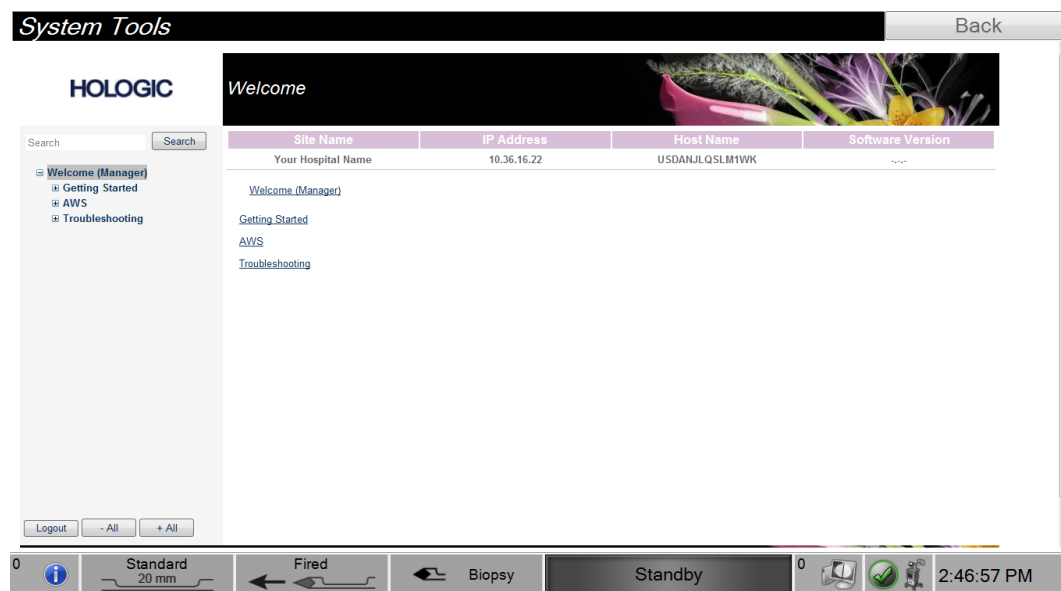 System Tools
Back
HOLOGIC
Welcome
Search
Search
Site Name IP Address Host Name Software Version
Your Hospital Name 10.36.16.22 USDANJLQSLM1WK -.-.-
Welcome (Manager)
Getting Started
AWS
Troubleshooting
Welcome (Manager)
Getting Started
AWS
Troubleshooting
Logout
- All
+ All
0
Standard
20 mm
Fired
Biopsy
Standby
0
2:46:57 PM